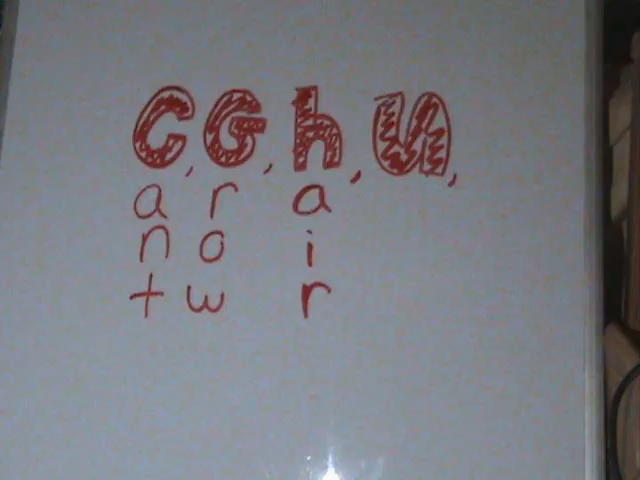 C, G, h, U,
a r a
n o i
t w r